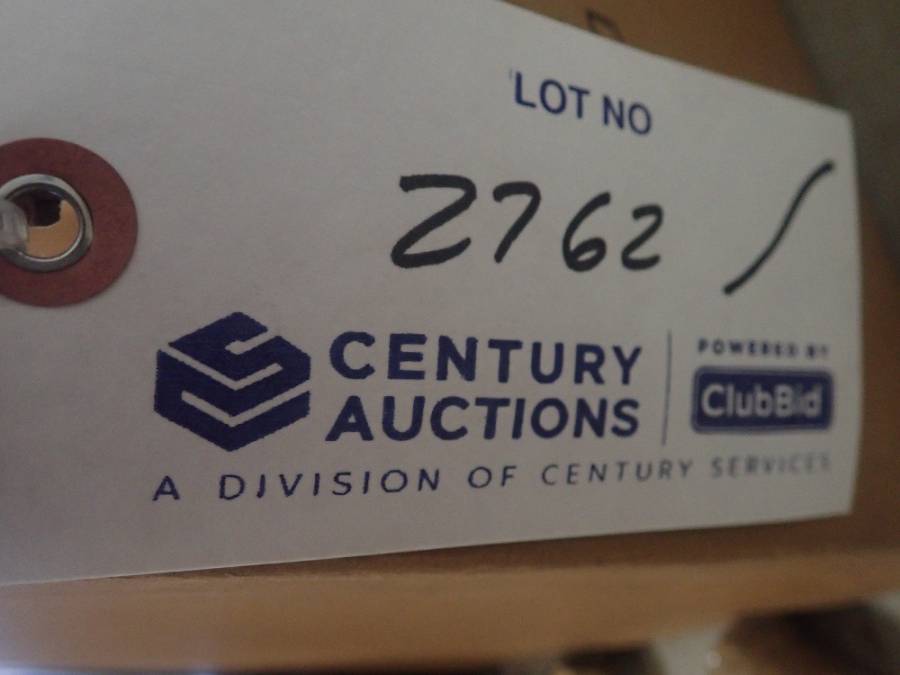 LOT NO
2762 /
CENTURY
AUCTIONS
POWERED BY
ClubBid
A DIVISION OF CENTURY SERVICES